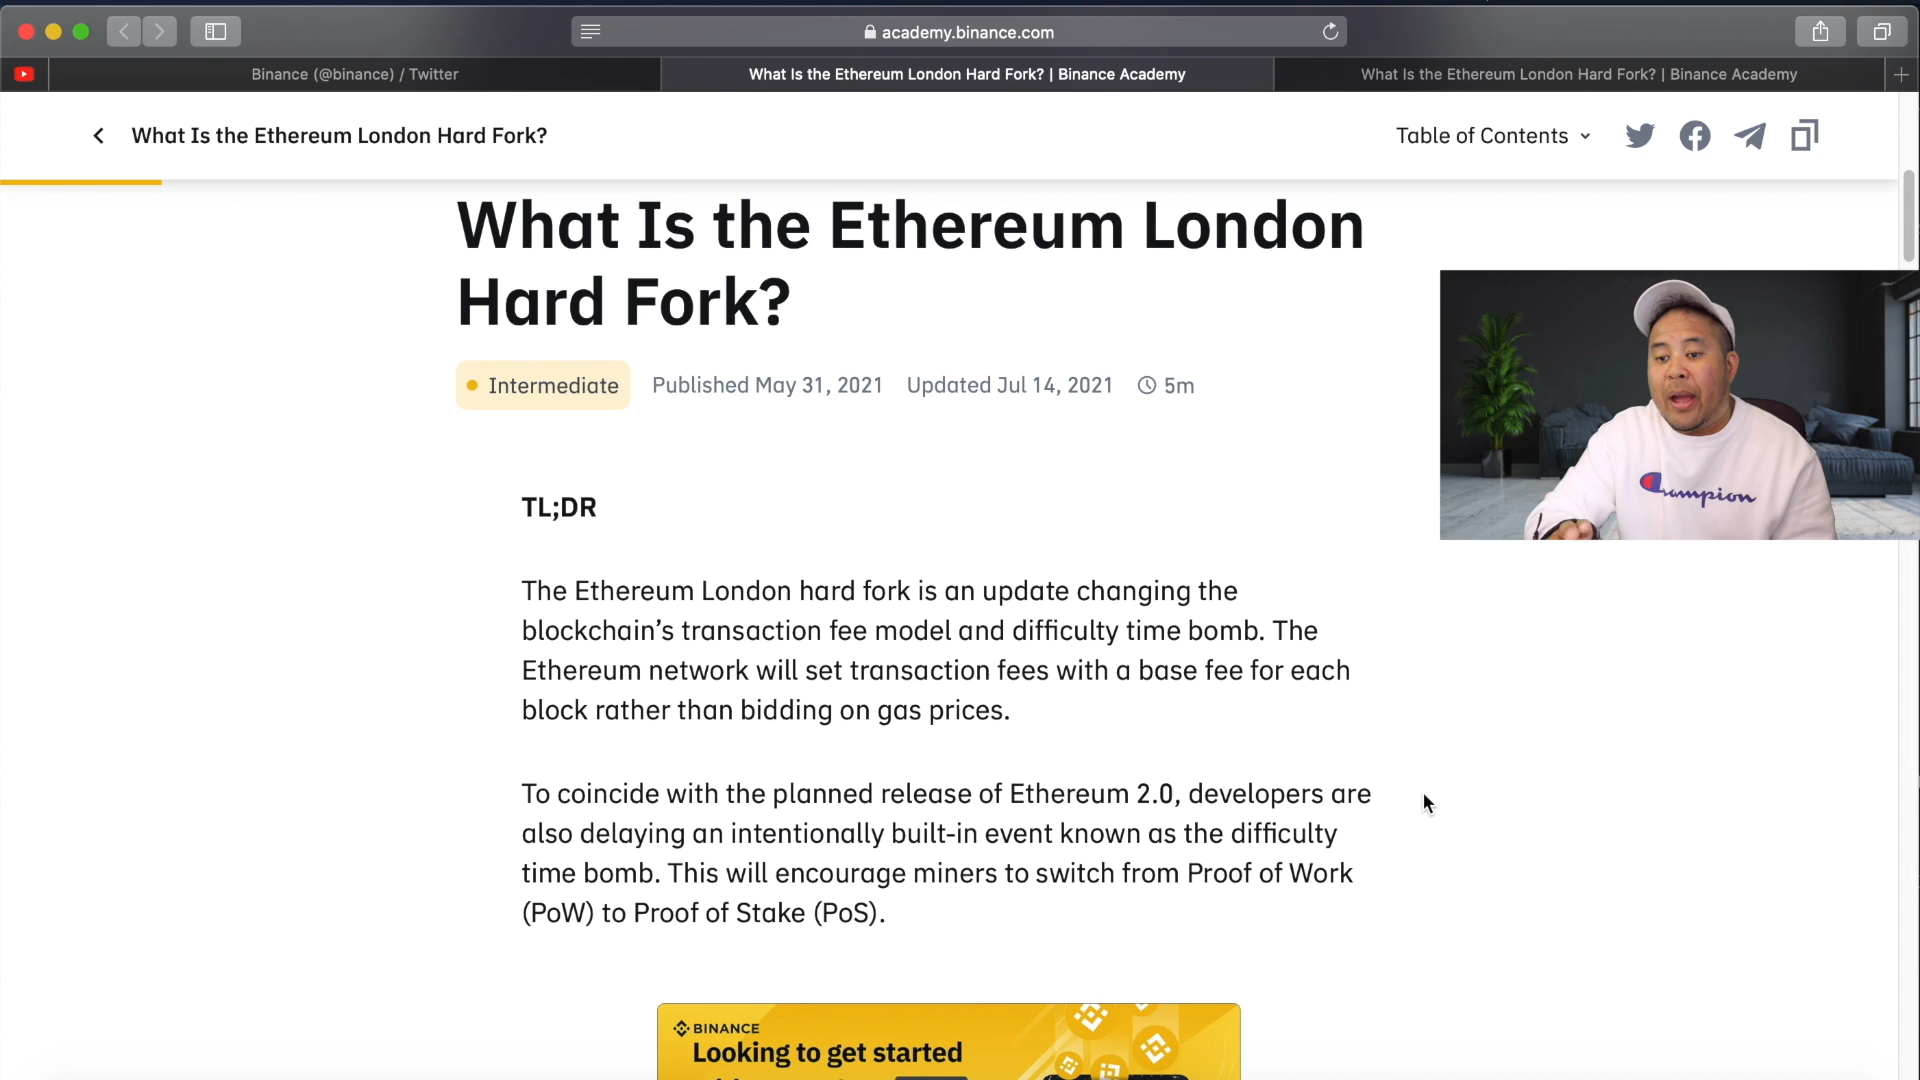 academy.binance.com
Binance (@binance) / Twitter
What Is the Ethereum London Hard Fork? | Binance Academy
What Is the Ethereum London Hard Fork? | Binance Academy
What Is the Ethereum London Hard Fork?
Table of Contents
What Is the Ethereum London
Hard Fork?
Intermediate
Published May 31, 2021
Updated Jul 14, 2021
5m
Champion
TL;DR
The Ethereum London hard fork is an update changing the
blockchain’s transaction fee model and difficulty time bomb. The
Ethereum network will set transaction fees with a base fee for each
block rather than bidding on gas prices.
To coincide with the planned release of Ethereum 2.0, developers are
also delaying an intentionally built-in event known as the difficulty
time bomb. This will encourage miners to switch from Proof of Work
(PoW) to Proof of Stake (PoS).
BINANCE
Looking to get started